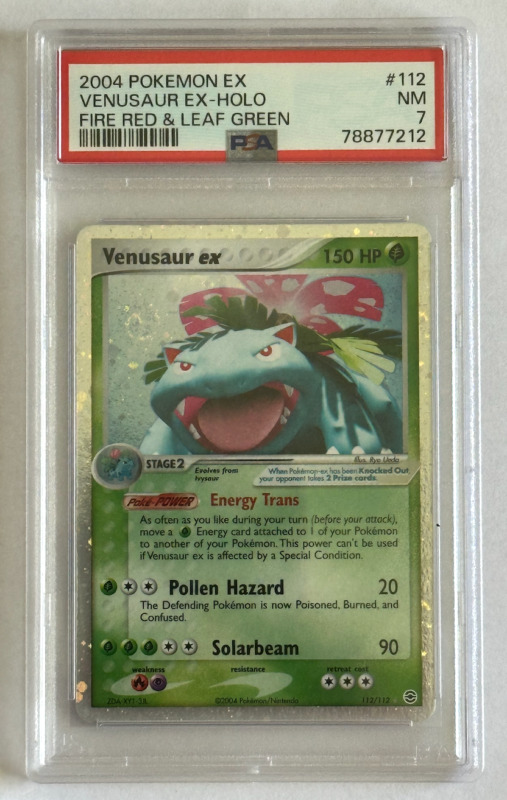 2004 POKEMON EX #112
VENUSAUR EX-HOLO NM
FIRE RED & LEAF GREEN 7
PSA 78877212
Venusaur ex 150 HP
Illus. Ryo Ueda
STAGE2
Evolves from
Ivysaur
When Pokémon-ex has been Knocked Out,
your opponent takes 2 Prize cards.
Poké-POWER Energy Trans
As often as you like during your turn (before your attack),
move a Energy card attached to 1 of your Pokémon
to another of your Pokémon. This power can't be used
if Venusaur ex is affected by a Special Condition.
Pollen Hazard 20
The Defending Pokémon is now Poisoned, Burned, and
Confused.
Solarbeam 90
weakness resistance retreat cost
©2004 Pokémon/Nintendo 112/112